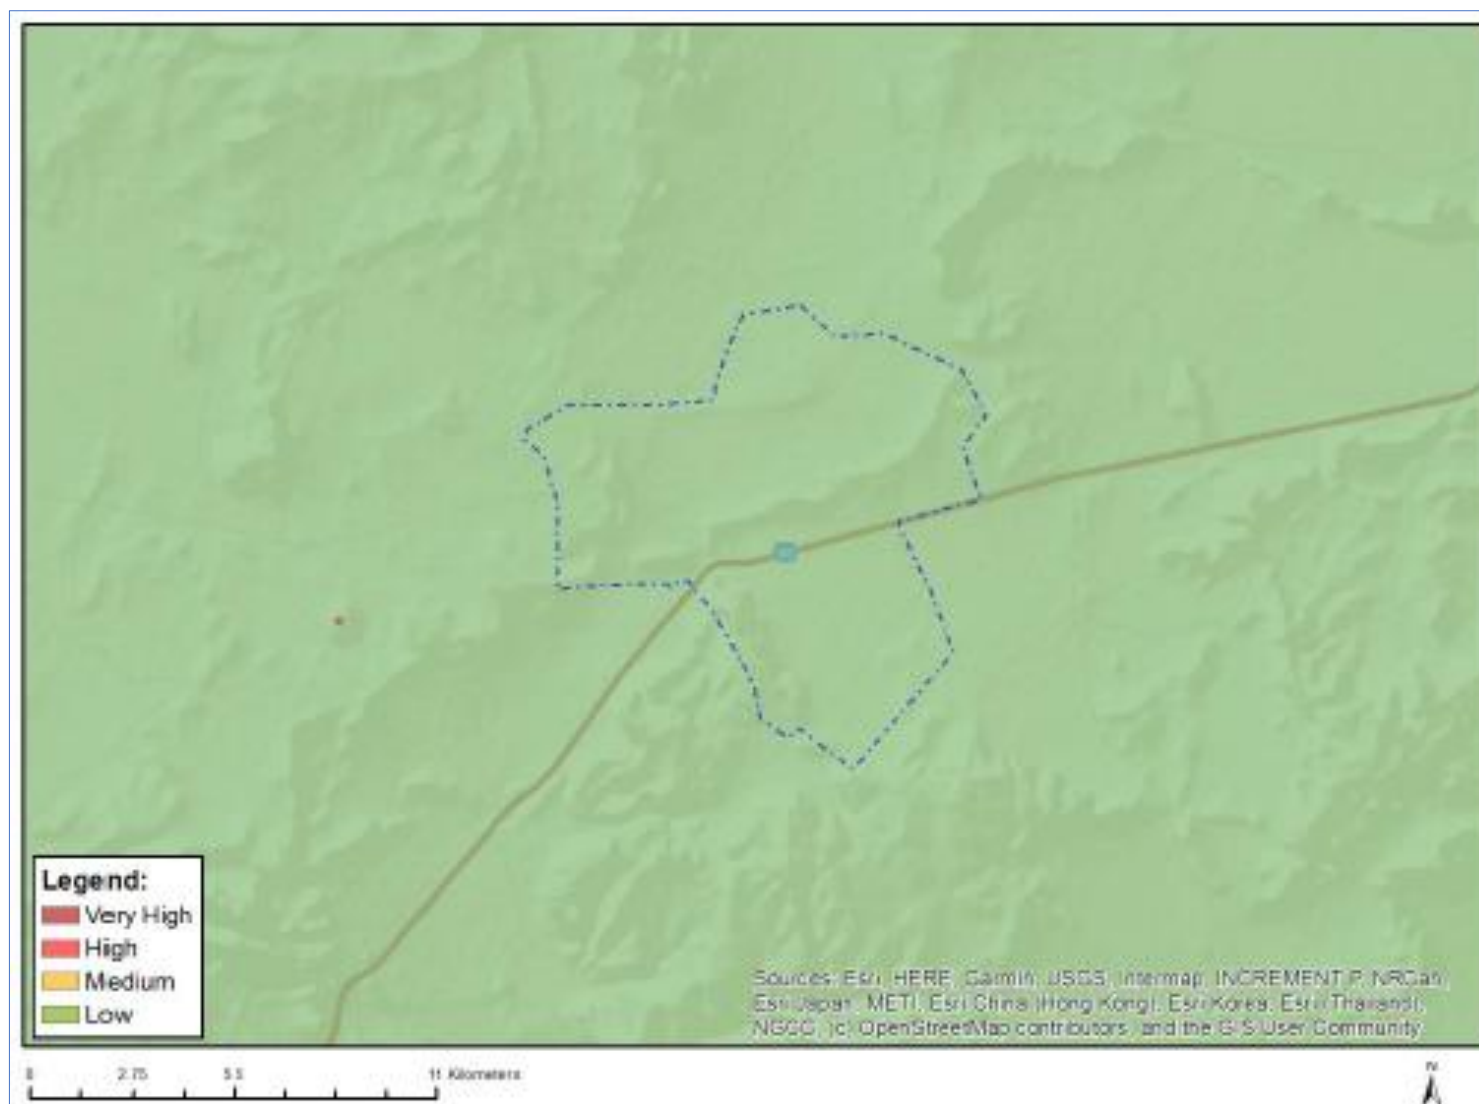 Legend:
Very High
High
Medium
Low
Sources: Esri, HERE, Garmin, USGS, Intermap, INCREMENT P, NRCan,
Esri Japan, METI, Esri China (Hong Kong), Esri Korea, Esri (Thailand),
NGCC, (c) OpenStreetMap contributors, and the GIS User Community
0 2.75 5.5 11 Kilometers
N